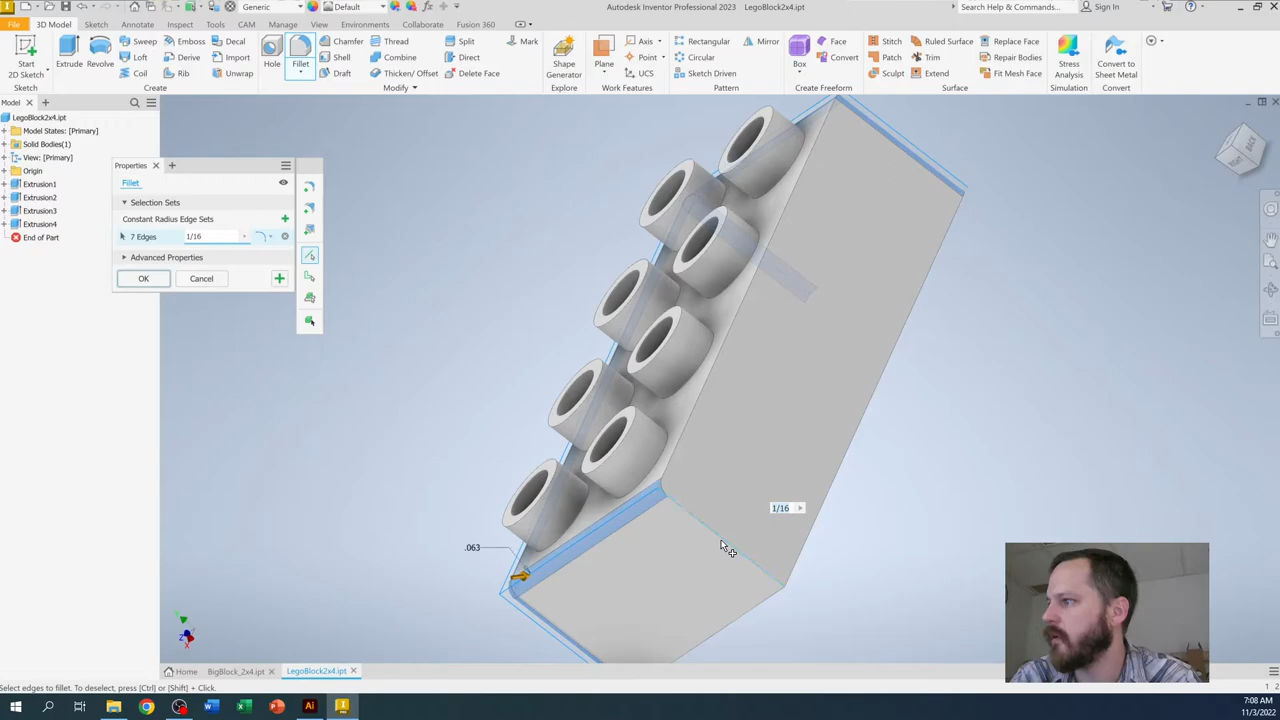 Generic
Default
Autodesk Inventor Professional 2023 LegoBlock2x4.ipt
Search Help & Commands...
Sign In
File 3D Model Sketch Annotate Inspect Tools CAM Manage View Environments Collaborate Fusion 360
Start
2D Sketch
Sketch
Extrude Revolve
Sweep Emboss Decal
Loft Derive Import
Coil Rib Unwrap
Create
Hole Fillet
Chamfer Thread Split Mark
Shell Combine Direct
Draft Thicken/ Offset Delete Face
Modify
Shape
Generator
Explore
Plane
Axis
Point
UCS
Work Features
Rectangular Mirror
Circular
Sketch Driven
Pattern
Box
Face
Convert
Create Freeform
Stitch Ruled Surface Replace Face
Patch Trim Repair Bodies
Sculpt Extend Fit Mesh Face
Surface
Stress
Analysis
Simulation
Convert to
Sheet Metal
Convert
Model
LegoBlock2x4.ipt
Model States: [Primary]
Solid Bodies(1)
View: [Primary]
Origin
Extrusion1
Extrusion2
Extrusion3
Extrusion4
End of Part
Properties
Fillet
Selection Sets
Constant Radius Edge Sets
7 Edges 1/16
Advanced Properties
OK Cancel
BACK
1/16
.063
Y
Z
X
Home BigBlock_2x4.ipt LegoBlock2x4.ipt
Select edges to fillet. To deselect, press [Ctrl] or [Shift] + Click.
1 2
7:08 AM
11/3/2022